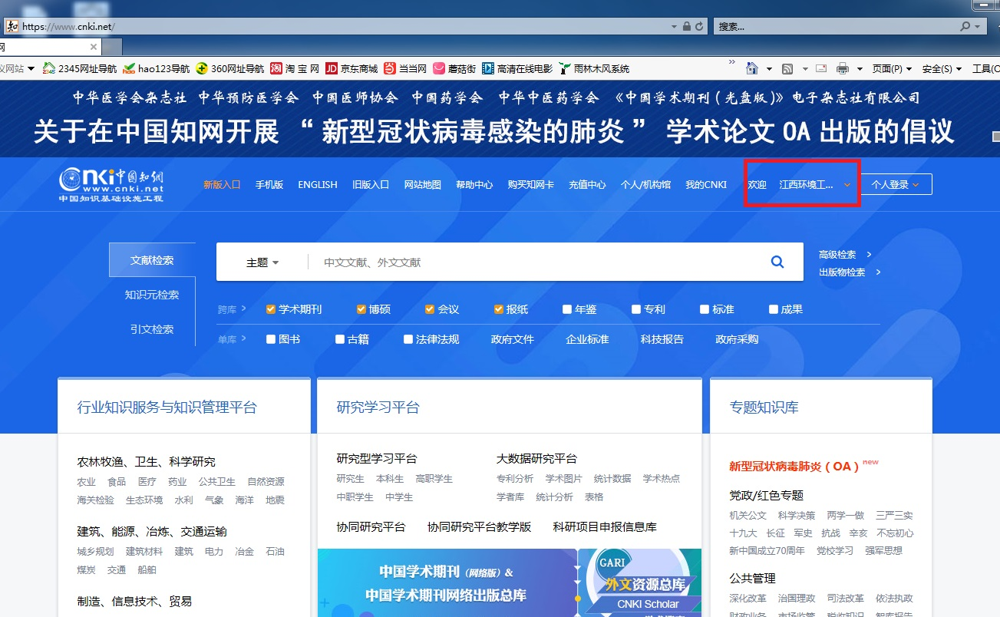 https://www.cnki.net/
搜索...
网
议网站 2345网址导航 hao123导航 360网址导航 淘 宝 网 京东商城 当当网 蘑菇街 高清在线电影 雨林木风系统
页面(P) 安全(S) 工具(O
中华医学会杂志社 中华预防医学会 中国医师协会 中国药学会 中华中医药学会 《中国学术期刊(光盘版)》电子杂志社有限公司
关于在中国知网开展 “ 新型冠状病毒感染的肺炎 ” 学术论文 OA 出版的倡议
Cnki中国知网
www.cnki.net
中国知识基础设施工程
新版入口 手机版 ENGLISH 旧版入口 网站地图 帮助中心 购买知网卡 充值中心 个人/机构馆 我的CNKI 欢迎 江西环境工... 个人登录
文献检索
知识元检索
引文检索
主题 中文文献、外文文献
高级检索 >
出版物检索 >
跨库 > 学术期刊 博硕 会议 报纸 年鉴 专利 标准 成果
单库 > 图书 古籍 法律法规 政府文件 企业标准 科技报告 政府采购
行业知识服务与知识管理平台
农林牧渔、卫生、科学研究
农业 食品 医疗 药业 公共卫生 自然资源
海关检验 生态环境 水利 气象 海洋 地震
建筑、能源、冶炼、交通运输
城乡规划 建筑材料 建筑 电力 冶金 石油
煤炭 交通 船舶
制造、信息技术、贸易
研究学习平台
研究型学习平台
研究生 本科生 高职学生
中职学生 中学生
大数据研究平台
专利分析 学术图片 统计数据 学术热点
学者库 统计分析 表格
协同研究平台 协同研究平台教学版 科研项目申报信息库
中国学术期刊(网络版)&
中国学术期刊网络出版总库
GARI
外文资源总库
CNKI Scholar
专题知识库
新型冠状病毒肺炎(OA) new
党政/红色专题
机关公文 科学决策 两学一做 三严三实
十九大 长征 军史 抗战 辛亥 不忘初心
新中国成立70周年 党校学习 强军思想
公共管理
深化改革 治国理政 司法改革 依法执政
财政业务 市场监管 税收知识 智库报告